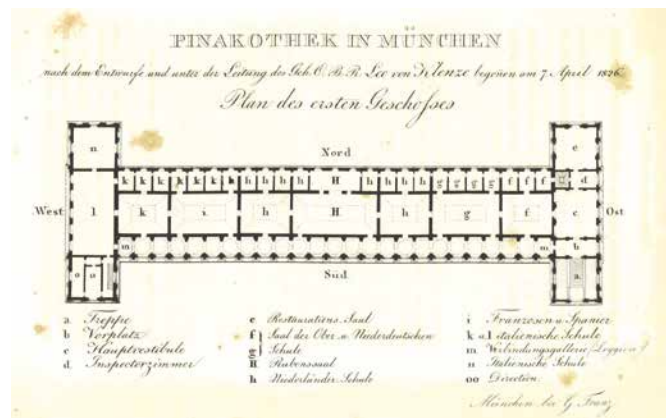 PINAKOTHEK IN MÜNCHEN
nach dem Entwurfe und unter der Leitung des Geh. O. B. R. Leo von Klenze begonnen am 7 April 1826.
Plan des ersten Geschosses
Nord
n e
k k k k k k h h h h H h h h h g g g g f f f d
West l k i h H h g f c Ost
m m b
o o a
Süd
a. Treppe
b Vorplatz
c Hauptvestibule
d. Inspectorzimmer
e Restaurations-Saal
f Saal der Ober u. Niederdeutschen
g Schule
H Rubenssaal
h Niederländer Schule
i Franzosen u Spanier
k u.l italienische Schule
m Verbindungsgallerie (Loggien)
n Italienische Schule
oo Direction.
München bei G. Franz